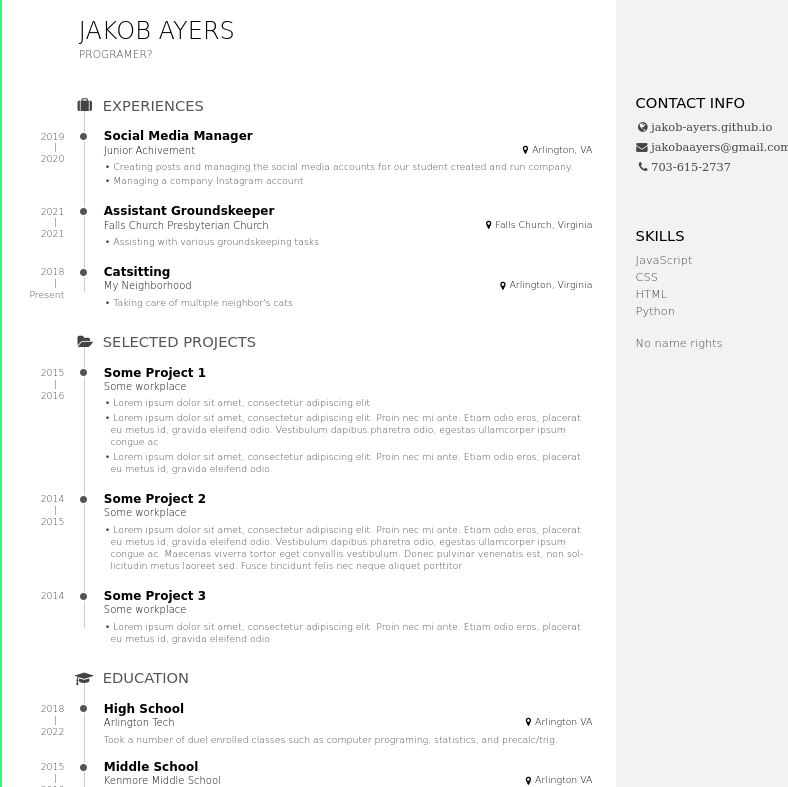 JAKOB AYERS
PROGRAMER?
EXPERIENCES
2019
2020
Social Media Manager
Junior Achivement
Arlington, VA
• Creating posts and managing the social media accounts for our student created and run company.
• Managing a company Instagram account
2021
2021
Assistant Groundskeeper
Falls Church Presbyterian Church
Falls Church, Virginia
• Assisting with various groundskeeping tasks
2018
Present
Catsitting
My Neighborhood
Arlington, Virginia
• Taking care of multiple neighbor's cats
SELECTED PROJECTS
2015
2016
Some Project 1
Some workplace
• Lorem ipsum dolor sit amet, consectetur adipiscing elit
• Lorem ipsum dolor sit amet, consectetur adipiscing elit. Proin nec mi ante. Etiam odio eros, placerat
eu metus id, gravida eleifend odio. Vestibulum dapibus pharetra odio, egestas ullamcorper ipsum
congue ac
• Lorem ipsum dolor sit amet, consectetur adipiscing elit. Proin nec mi ante. Etiam odio eros, placerat
eu metus id, gravida eleifend odio
2014
2015
Some Project 2
Some workplace
• Lorem ipsum dolor sit amet, consectetur adipiscing elit. Proin nec mi ante. Etiam odio eros, placerat
eu metus id, gravida eleifend odio. Vestibulum dapibus pharetra odio, egestas ullamcorper ipsum
congue ac. Maecenas viverra tortor eget convallis vestibulum. Donec pulvinar venenatis est, non sol-
licitudin metus laoreet sed. Fusce tincidunt felis nec neque aliquet porttitor
2014
Some Project 3
Some workplace
• Lorem ipsum dolor sit amet, consectetur adipiscing elit. Proin nec mi ante. Etiam odio eros, placerat
eu metus id, gravida eleifend odio
EDUCATION
2018
2022
High School
Arlington Tech
Arlington VA
Took a number of duel enrolled classes such as computer programing, statistics, and precalc/trig.
2015
Middle School
Kenmore Middle School
Arlington VA
CONTACT INFO
jakob-ayers.github.io
jakobaayers@gmail.com
703-615-2737
SKILLS
JavaScript
CSS
HTML
Python
No name rights